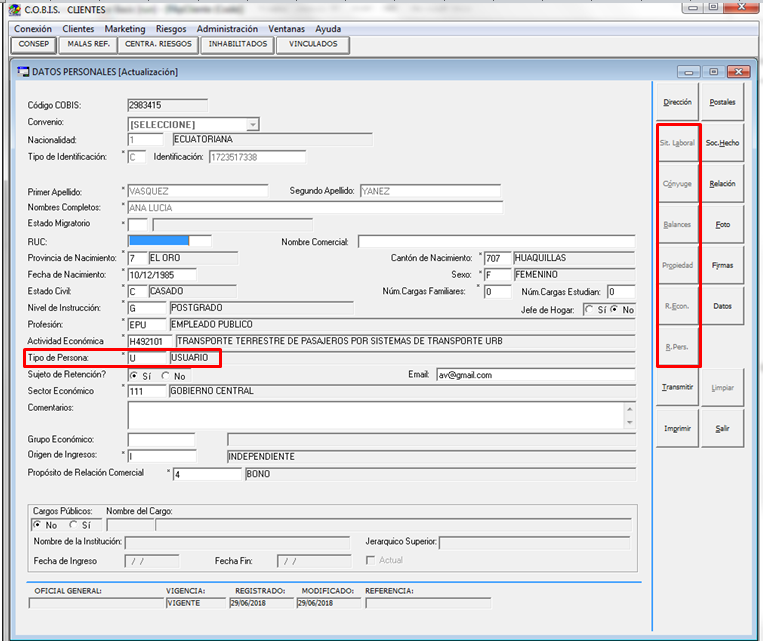 C.O.B.I.S. CLIENTES
Conexión Clientes Marketing Riesgos Administración Ventanas Ayuda
CONSEP MALAS REF. CENTRA. RIESGOS INHABILITADOS VINCULADOS
DATOS PERSONALES [Actualización]
Código COBIS: 2983415
Convenio: [SELECCIONE]
Nacionalidad: 1 ECUATORIANA
Tipo de Identificación: * C Identificación: 1723517338
Primer Apellido: * VASQUEZ Segundo Apellido: YANEZ
Nombres Completos: * ANA LUCIA
Estado Migratorio *
RUC: Nombre Comercial:
Provincia de Nacimiento: * 7 EL ORO Cantón de Nacimiento: * 707 HUAQUILLAS
Fecha de Nacimiento: * 10/12/1985 Sexo: * F FEMENINO
Estado Civil: * C CASADO Núm.Cargas Familiares: * 0 Núm.Cargas Estudian: 0
Nivel de Instrucción: * G POSTGRADO Jefe de Hogar: Sí No
Profesión: * EPU EMPLEADO PUBLICO
Actividad Económica * H492101 TRANSPORTE TERRESTRE DE PASAJEROS POR SISTEMAS DE TRANSPORTE URB
Tipo de Persona: * U USUARIO
Sujeto de Retención? Sí No Email: av@gmail.com
Sector Económico * 111 GOBIERNO CENTRAL
Comentarios:
Grupo Económico:
Origen de Ingresos: * I INDEPENDIENTE
Propósito de Relación Comercial * 4 BONO
Cargos Públicos: Nombre del Cargo:
No Sí
Nombre de la Institución: Jerarquico Superior:
Fecha de Ingreso / / Fecha Fin: / / Actual
OFICIAL GENERAL: VIGENCIA: REGISTRADO: MODIFICADO: REFERENCIA:
VIGENTE 29/06/2018 29/06/2018
Dirección Postales
Sit. Laboral Soc.Hecho
Cónyuge Relación
Balances Foto
Propiedad Firmas
R.Econ. Datos
R.Pers.
Transmitir Limpiar
Imprimir Salir